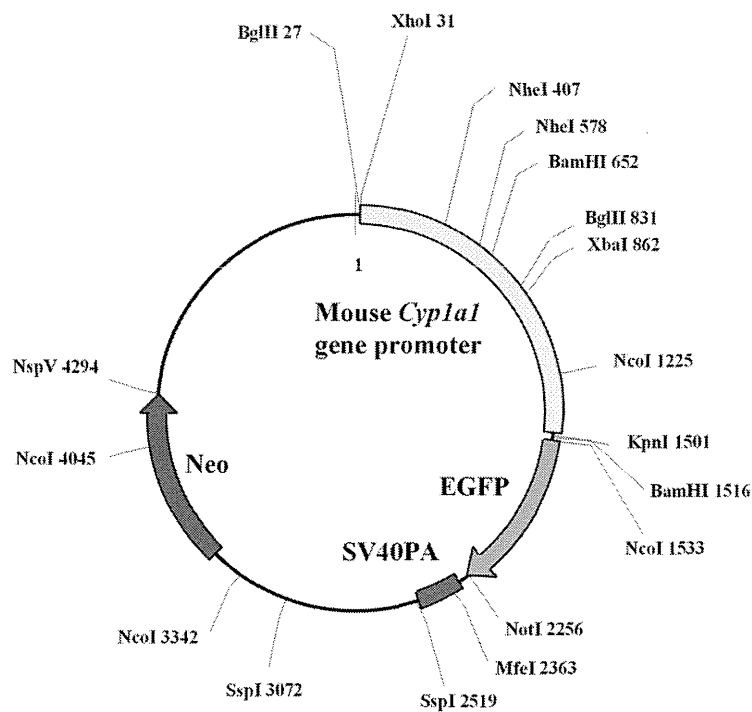 BglII 27
XhoI 31
NheI 407
NheI 578
BamHI 652
BglII 831
XbaI 862
1
Mouse Cyp1a1
gene promoter
NcoI 1225
NspV 4294
KpnI 1501
NcoI 4045
Neo
EGFP
BamHI 1516
NcoI 1533
SV40PA
NotI 2256
NcoI 3342
MfeI 2363
SspI 3072
SspI 2519